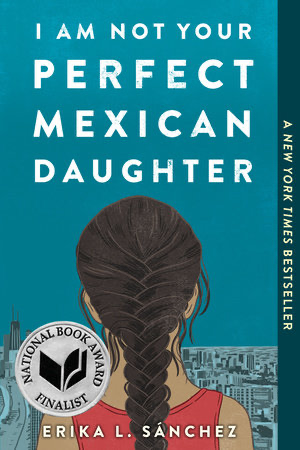 I AM NOT YOUR
PERFECT
MEXICAN
DAUGHTER
A NEW YORK TIMES BESTSELLER
NATIONAL BOOK AWARD
FINALIST
ERIKA L. SÁNCHEZ